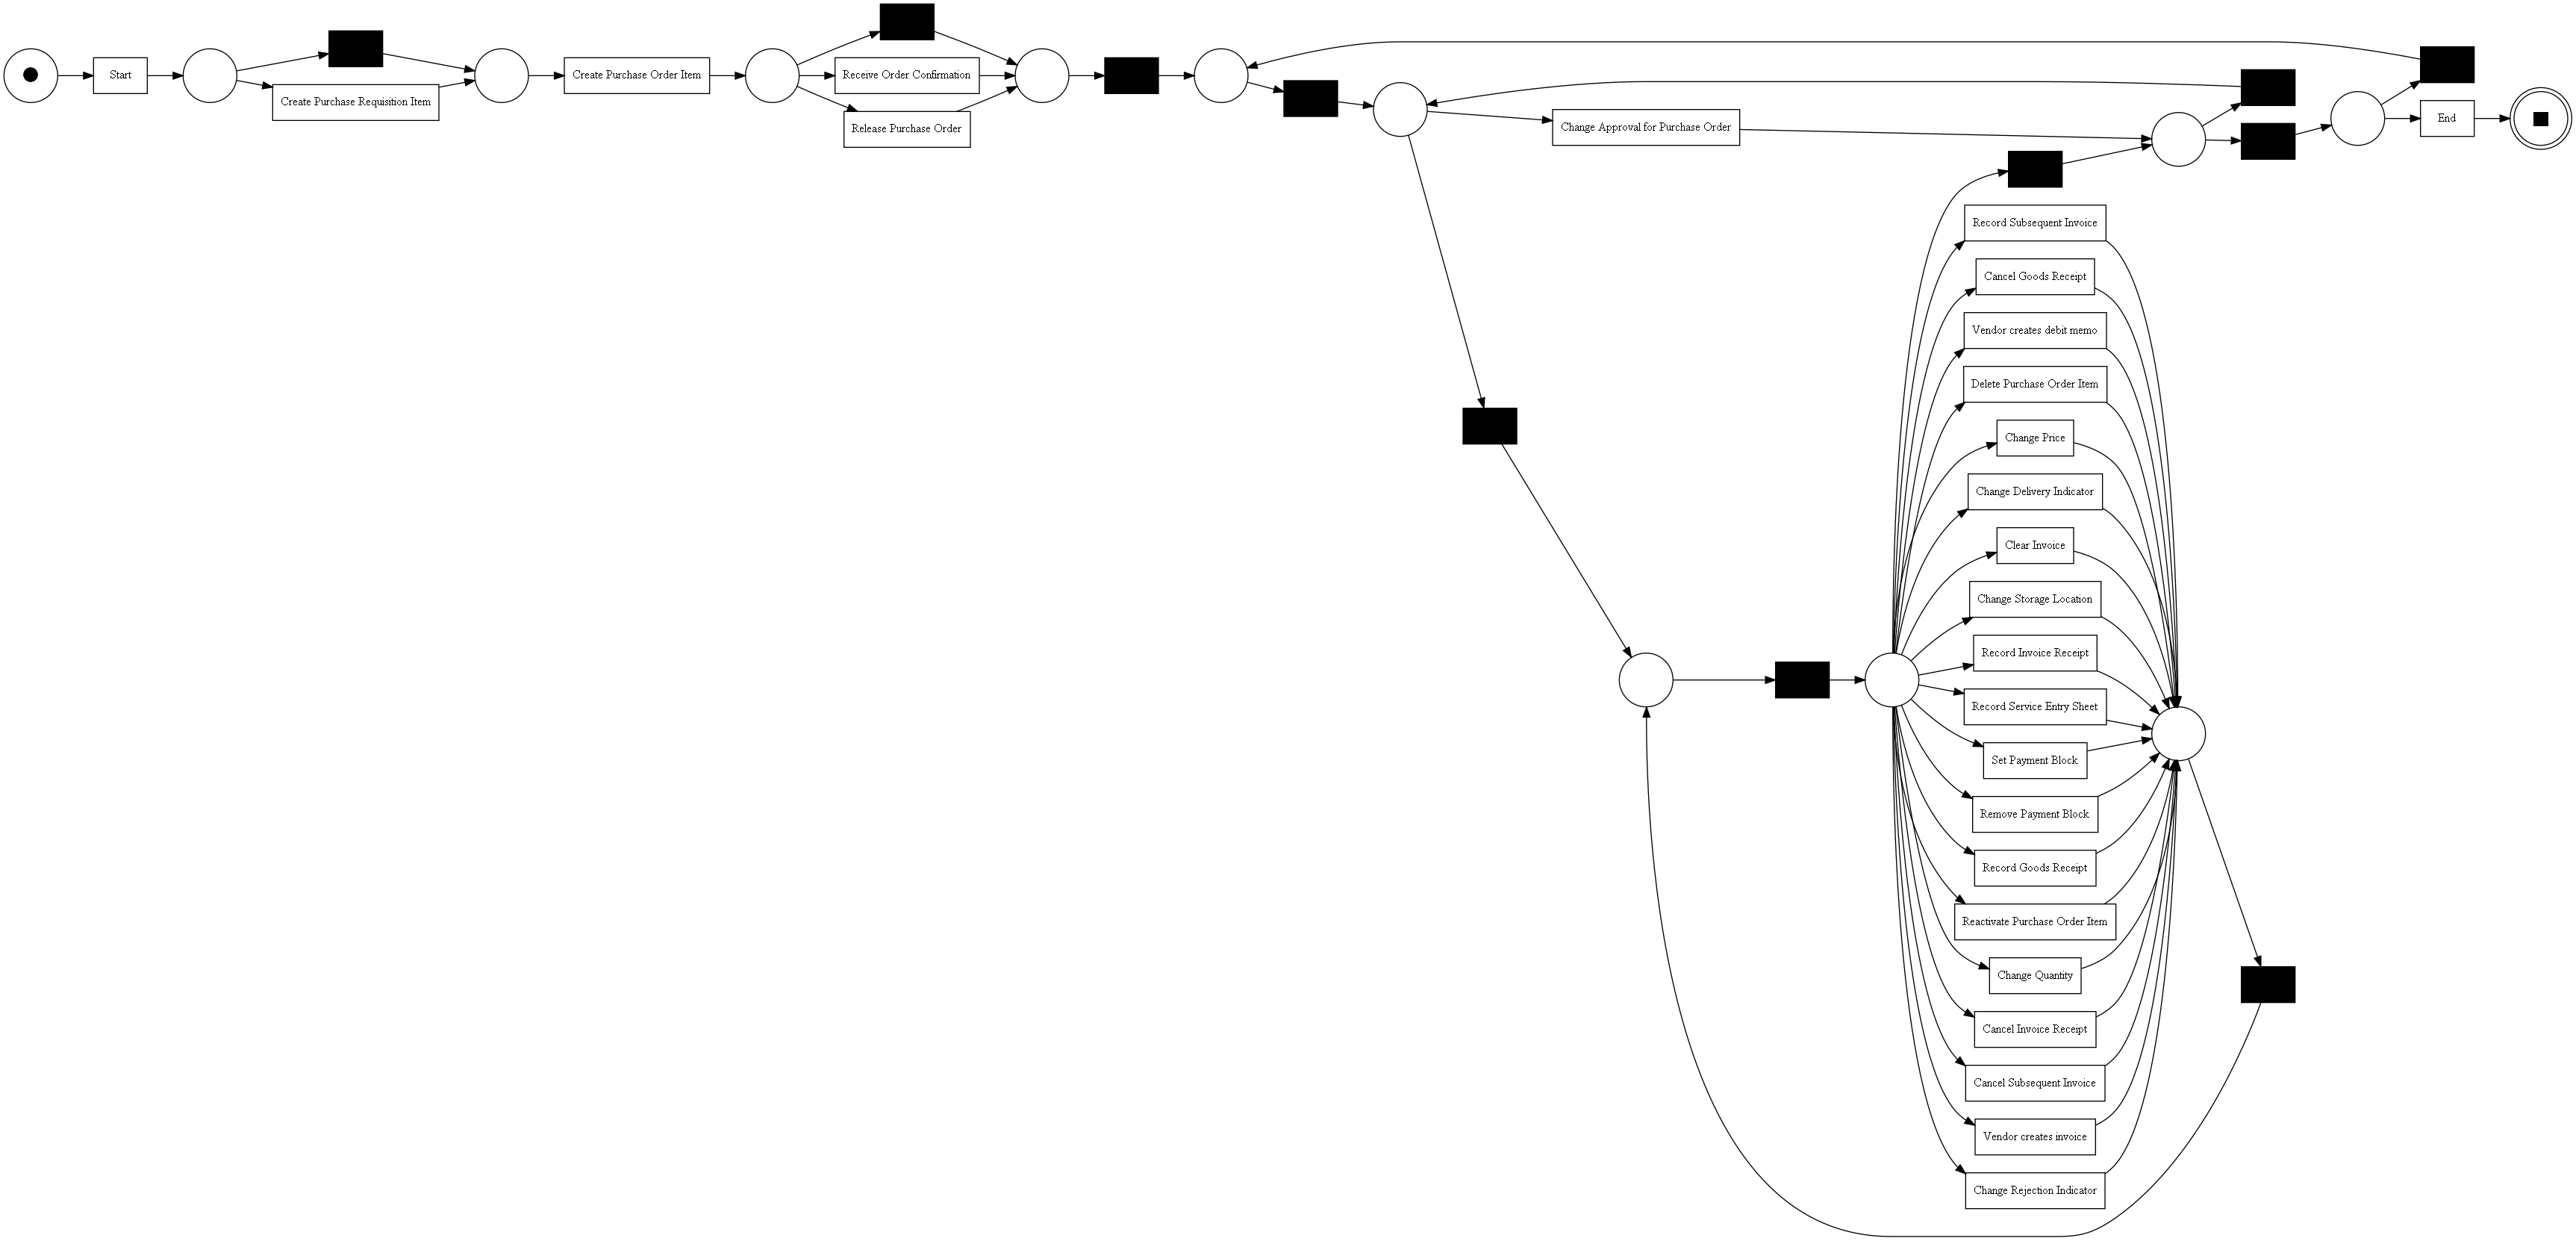 Start
Create Purchase Requisition Item
Create Purchase Order Item
Receive Order Confirmation
Release Purchase Order
Change Approval for Purchase Order
End
Record Subsequent Invoice
Cancel Goods Receipt
Vendor creates debit memo
Delete Purchase Order Item
Change Price
Change Delivery Indicator
Clear Invoice
Change Storage Location
Record Invoice Receipt
Record Service Entry Sheet
Set Payment Block
Remove Payment Block
Record Goods Receipt
Reactivate Purchase Order Item
Change Quantity
Cancel Invoice Receipt
Cancel Subsequent Invoice
Vendor creates invoice
Change Rejection Indicator